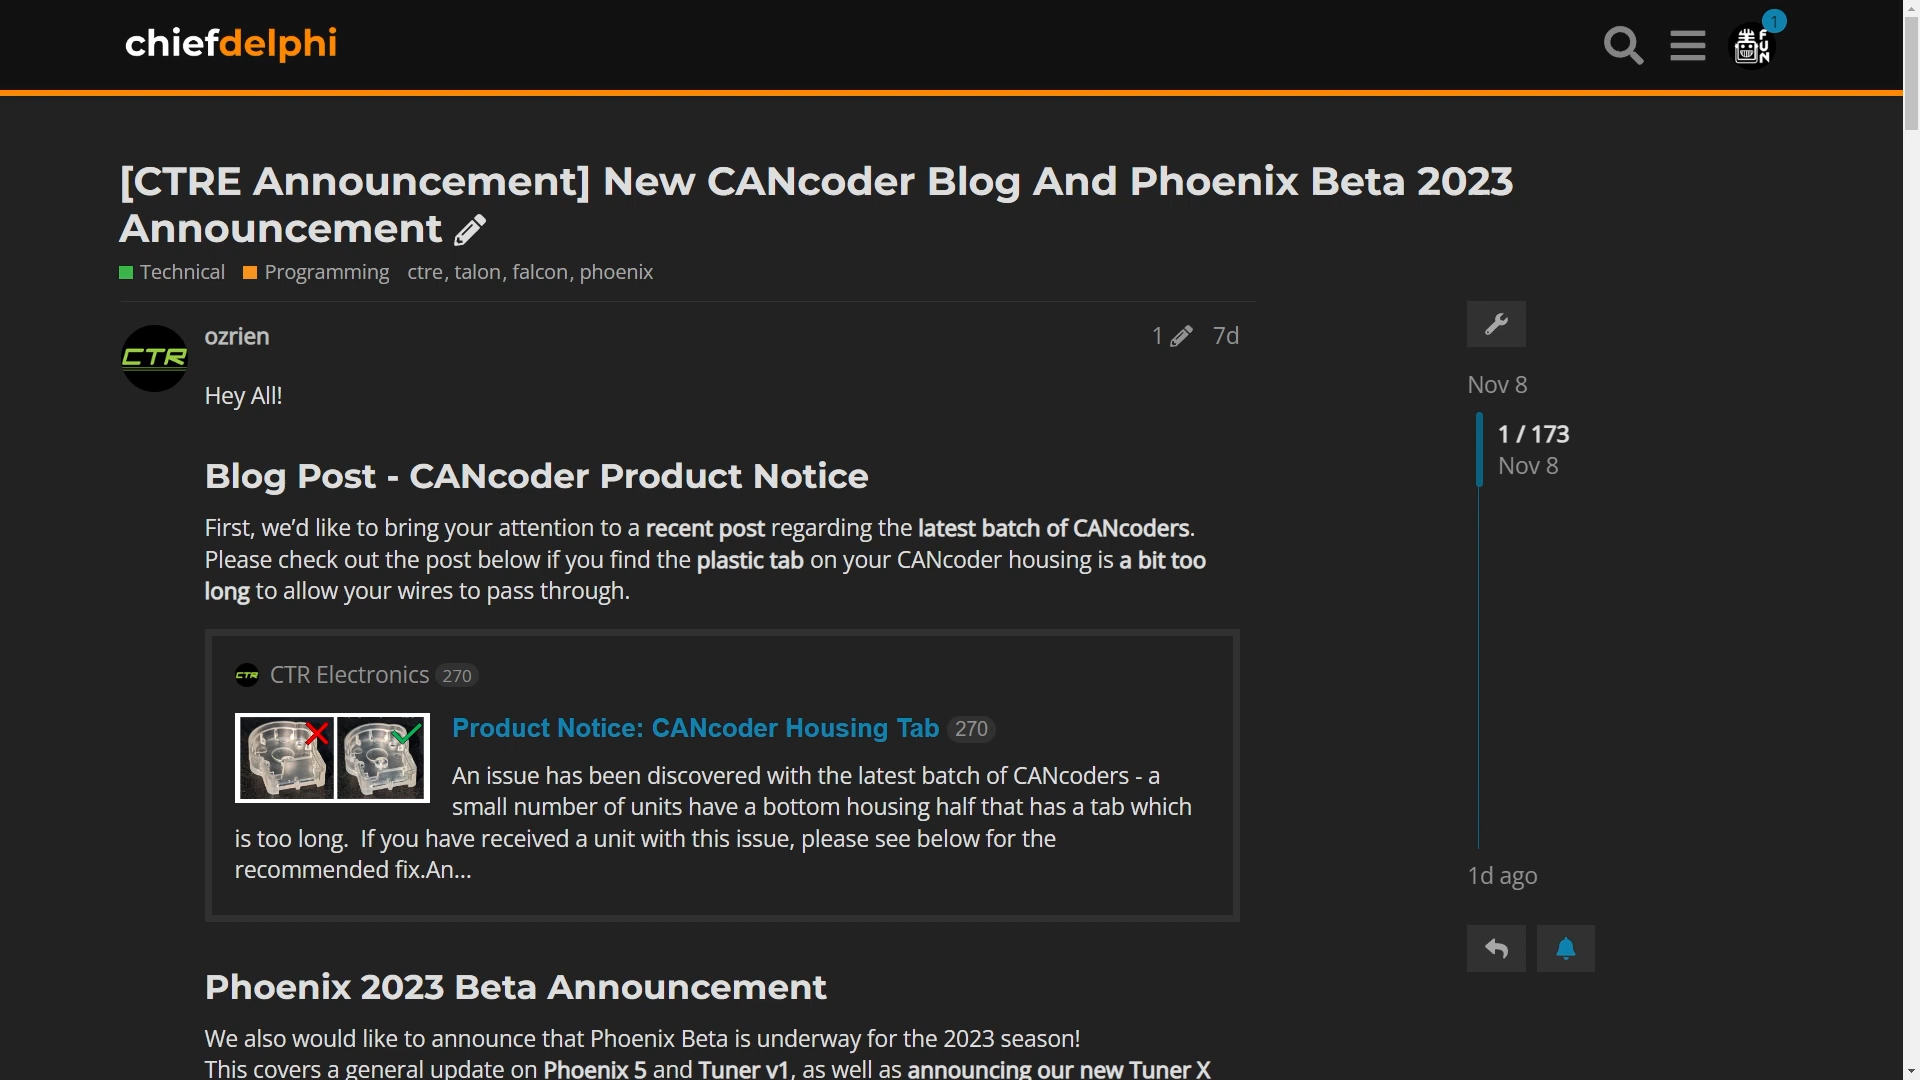 chiefdelphi
1
FUN
[CTRE Announcement] New CANcoder Blog And Phoenix Beta 2023
Announcement
Technical Programming ctre, talon, falcon, phoenix
CTR
ozrien
1 7d
Hey All!
Blog Post - CANcoder Product Notice
First, we’d like to bring your attention to a recent post regarding the latest batch of CANcoders.
Please check out the post below if you find the plastic tab on your CANcoder housing is a bit too
long to allow your wires to pass through.
CTR CTR Electronics 270
Product Notice: CANcoder Housing Tab 270
An issue has been discovered with the latest batch of CANcoders - a
small number of units have a bottom housing half that has a tab which
is too long.  If you have received a unit with this issue, please see below for the
recommended fix.An...
Phoenix 2023 Beta Announcement
We also would like to announce that Phoenix Beta is underway for the 2023 season!
This covers a general update on Phoenix 5 and Tuner v1, as well as announcing our new Tuner X
Nov 8
1 / 173
Nov 8
1d ago